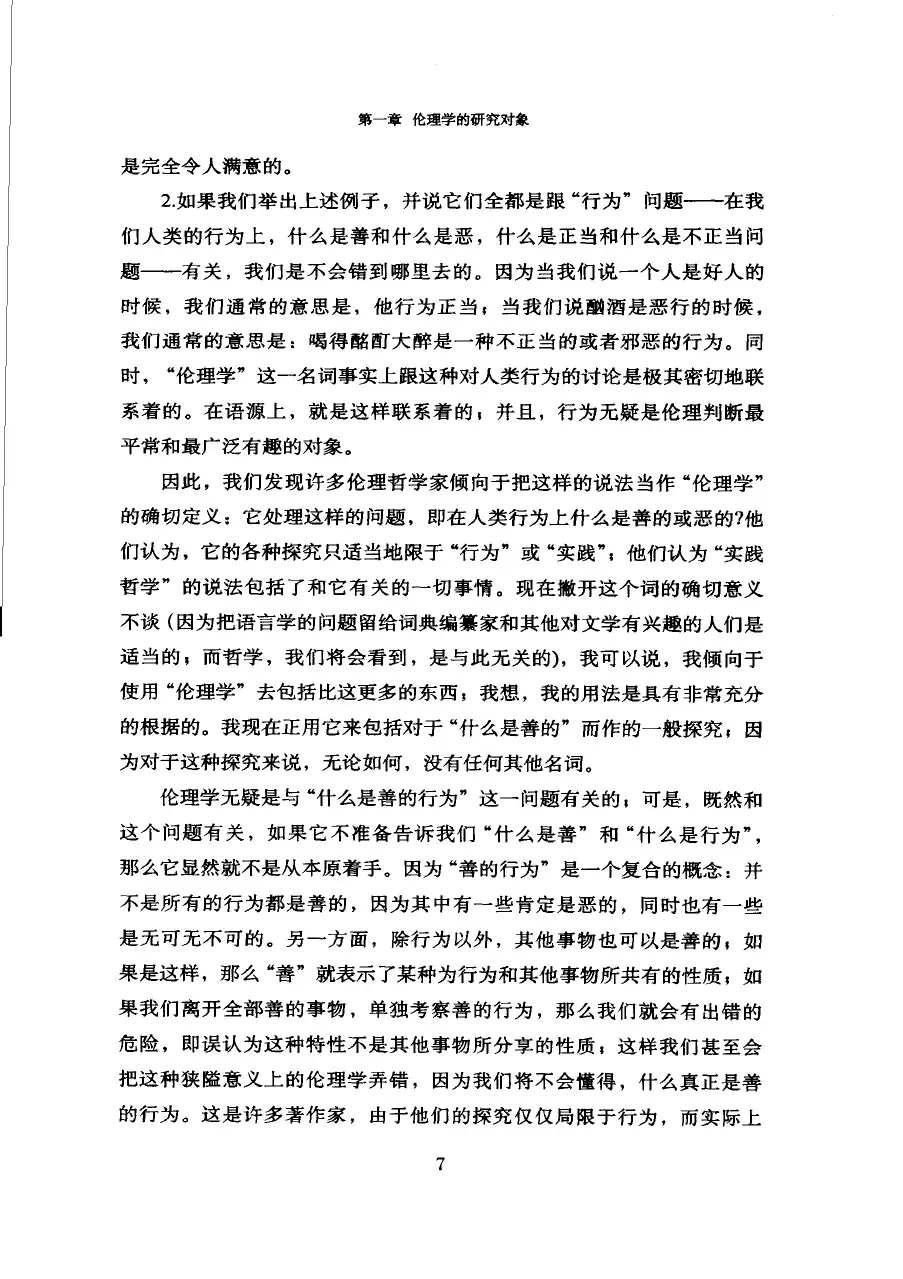 第一章 伦理学的研究对象
是完全令人满意的。
2.如果我们举出上述例子，并说它们全都是跟“行为”问题——在我
们人类的行为上，什么是善和什么是恶，什么是正当和什么是不正当问
题——有关，我们是不会错到哪里去的。因为当我们说一个人是好人的
时候，我们通常的意思是，他行为正当；当我们说酗酒是恶行的时候，
我们通常的意思是：喝得酩酊大醉是一种不正当的或者邪恶的行为。同
时，“伦理学”这一名词事实上跟这种对人类行为的讨论是极其密切地联
系着的。在语源上，就是这样联系着的；并且，行为无疑是伦理判断最
平常和最广泛有趣的对象。
因此，我们发现许多伦理哲学家倾向于把这样的说法当作“伦理学”
的确切定义：它处理这样的问题，即在人类行为上什么是善的或恶的?他
们认为，它的各种探究只适当地限于“行为”或“实践”；他们认为“实践
哲学”的说法包括了和它有关的一切事情。现在撇开这个词的确切意义
不谈(因为把语言学的问题留给词典编纂家和其他对文学有兴趣的人们是
适当的；而哲学，我们将会看到，是与此无关的)，我可以说，我倾向于
使用“伦理学”去包括比这更多的东西；我想，我的用法是具有非常充分
的根据的。我现在正用它来包括对于“什么是善的”而作的一般探究；因
为对于这种探究来说，无论如何，没有任何其他名词。
伦理学无疑是与“什么是善的行为”这一问题有关的；可是，既然和
这个问题有关，如果它不准备告诉我们“什么是善”和“什么是行为”，
那么它显然就不是从本原着手。因为“善的行为”是一个复合的概念：并
不是所有的行为都是善的，因为其中有一些肯定是恶的，同时也有一些
是无可无不可的。另一方面，除行为以外，其他事物也可以是善的；如
果是这样，那么“善”就表示了某种为行为和其他事物所共有的性质；如
果我们离开全部善的事物，单独考察善的行为，那么我们就会有出错的
危险，即误认为这种特性不是其他事物所分享的性质；这样我们甚至会
把这种狭隘意义上的伦理学弄错，因为我们将不会懂得，什么真正是善
的行为。这是许多著作家，由于他们的探究仅仅局限于行为，而实际上
7